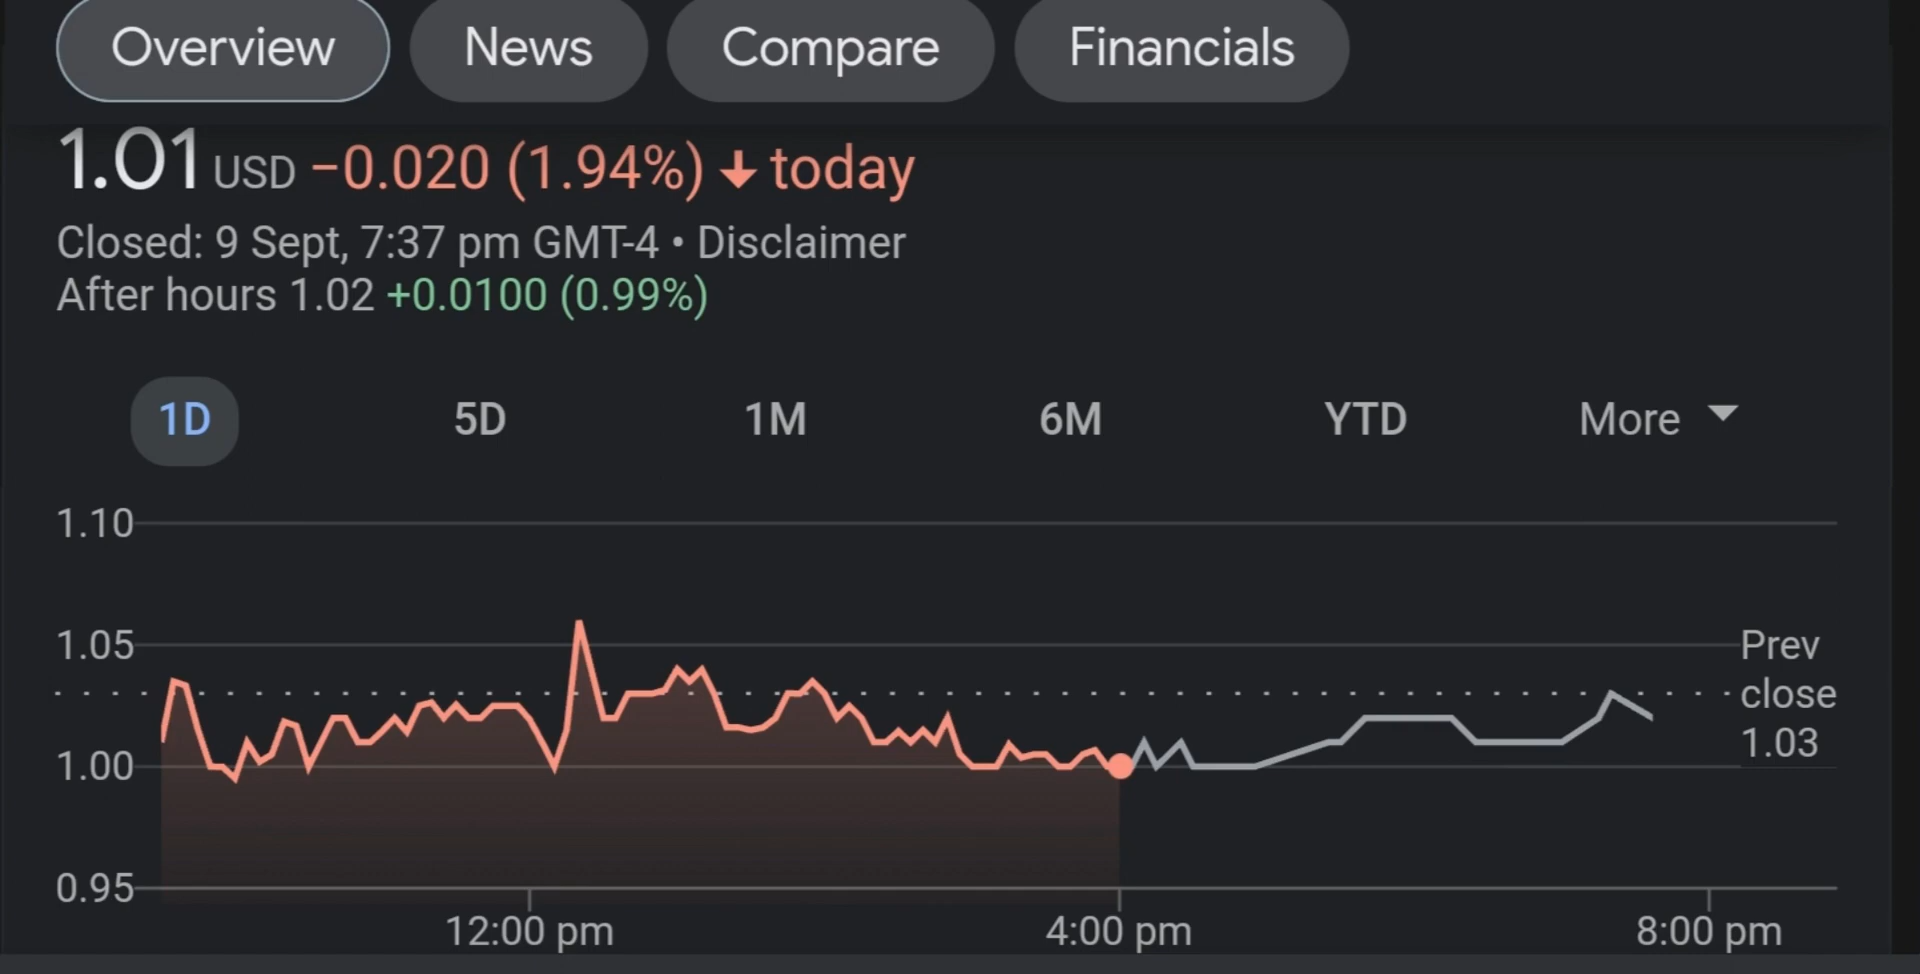 Overview News Compare Financials
1.01 USD −0.020 (1.94%) ↓ today
Closed: 9 Sept, 7:37 pm GMT-4 • Disclaimer
After hours 1.02 +0.0100 (0.99%)
1D 5D 1M 6M YTD More
1.10
1.05
1.00
0.95
Prev
close
1.03
12:00 pm 4:00 pm 8:00 pm